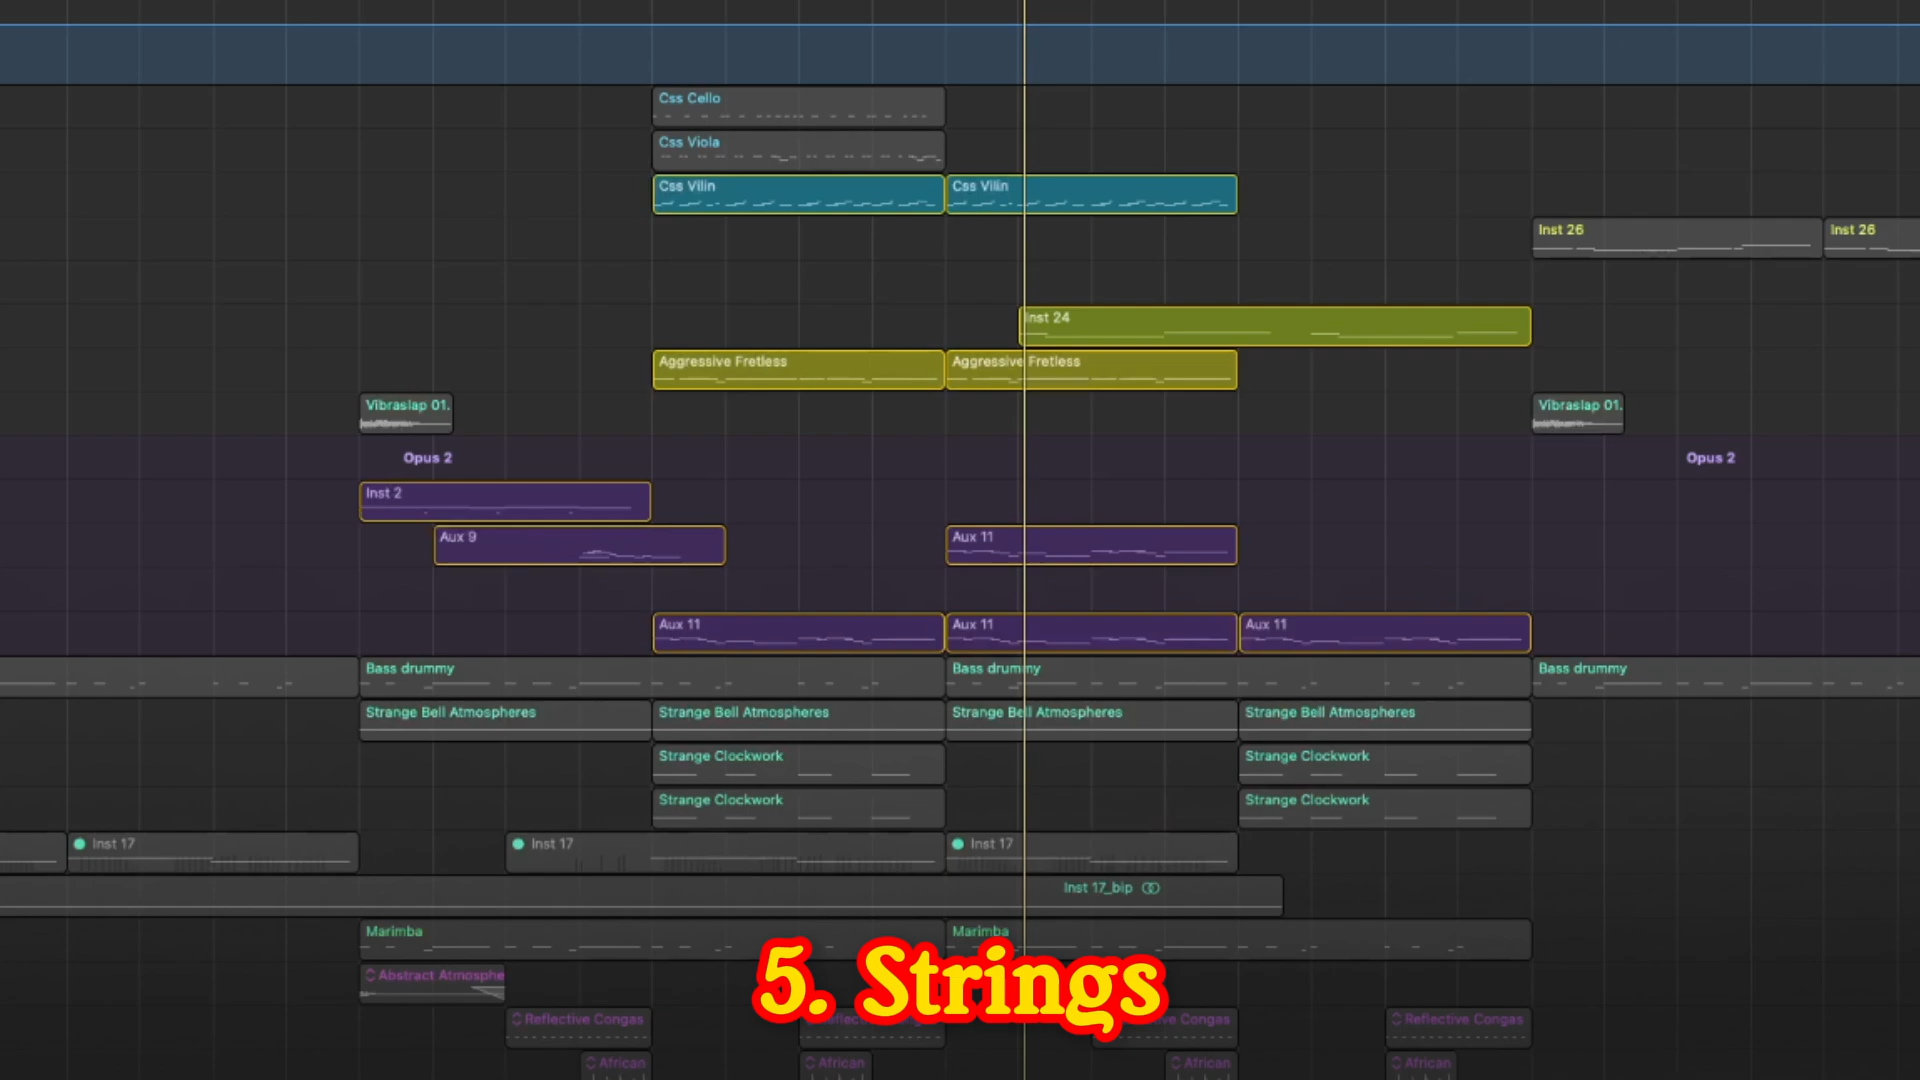 Css Cello
Css Viola
Css Vllin Css Vllin
Inst 26 Inst 26
Inst 24
Aggressive Fretless Aggressive Fretless
Vibraslap 01. Vibraslap 01.
Opus 2 Opus 2
Inst 2
Aux 9 Aux 11
Aux 11 Aux 11 Aux 11
Bass drummy Bass drummy Bass drummy
Strange Bell Atmospheres Strange Bell Atmospheres Strange Bell Atmospheres Strange Bell Atmospheres
Strange Clockwork Strange Clockwork
Strange Clockwork Strange Clockwork
Inst 17 Inst 17 Inst 17
Inst 17_bip
Marimba Marimba
Abstract Atmosphe
5. Strings
Reflective Congas Congas Congas Reflective Congas
African African African African